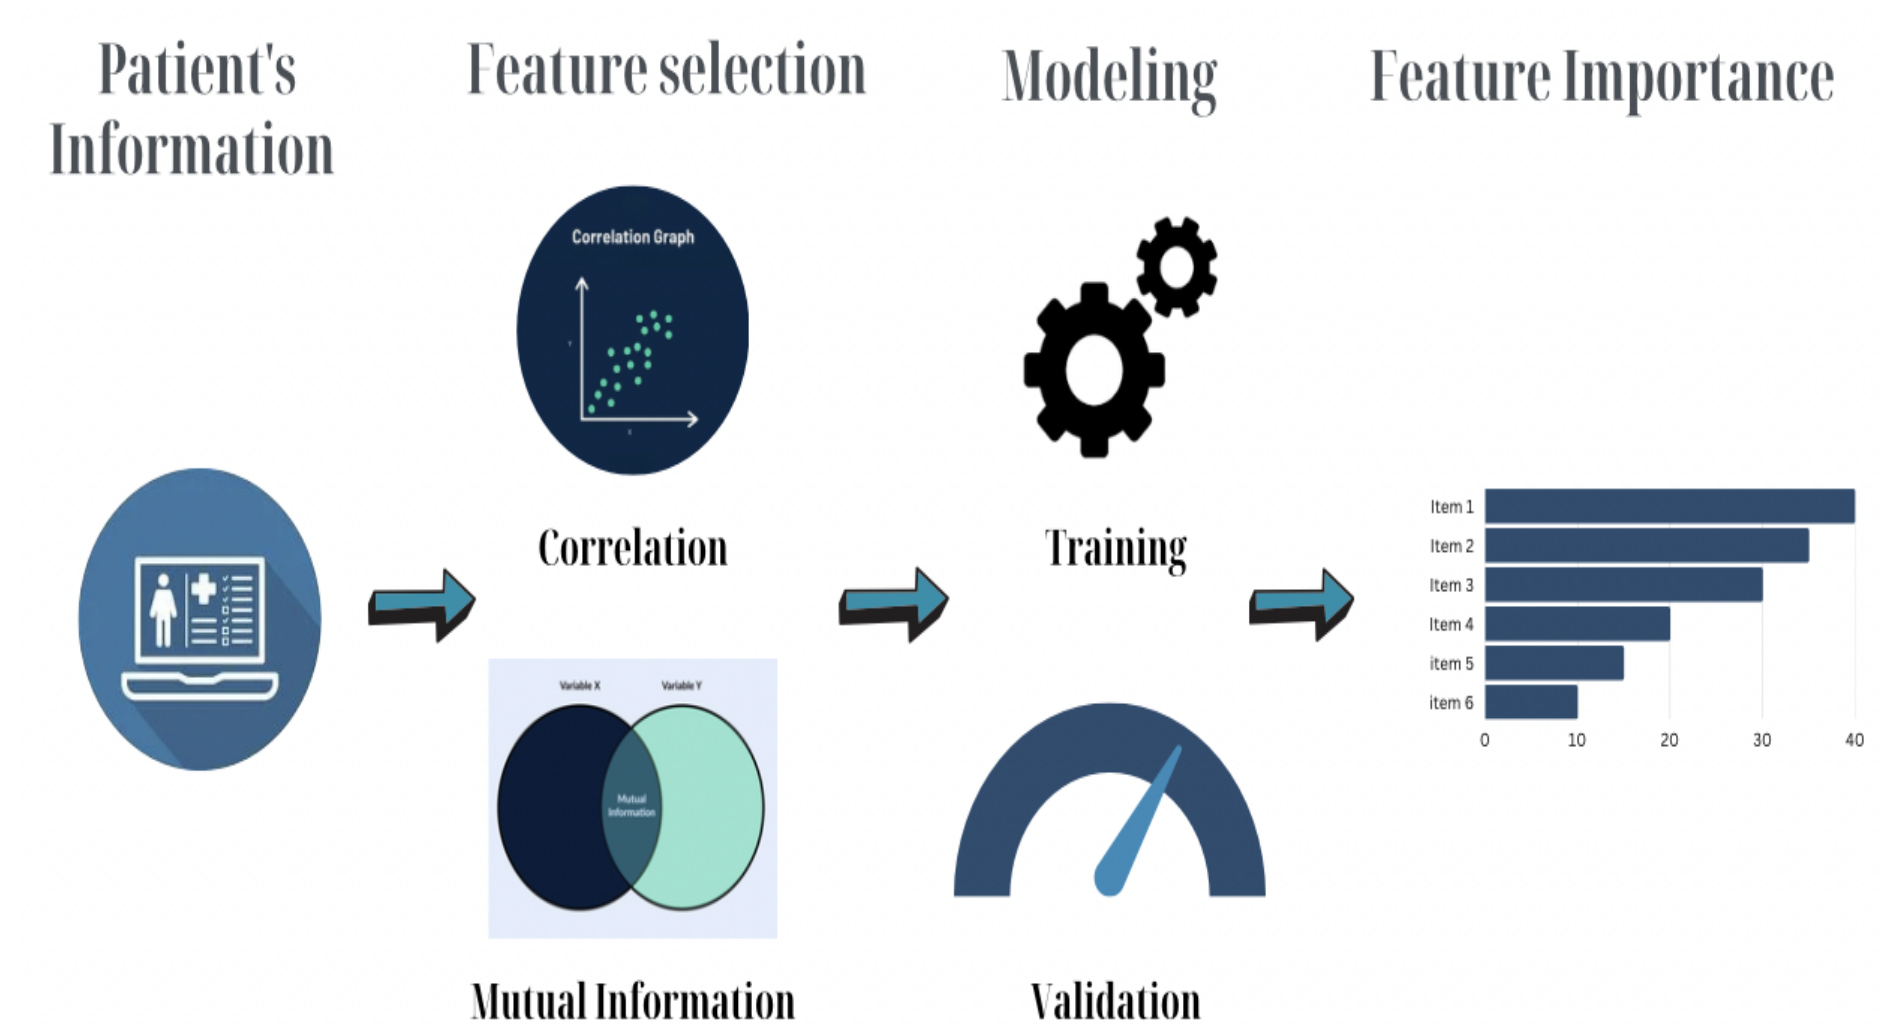 Patient's
Information
Feature selection
Modeling
Feature Importance
Correlation Graph
Y
X
Correlation
Variable X
Variable Y
Mutual
Information
Mutual Information
Training
Validation
Item 1
Item 2
Item 3
Item 4
item 5
item 6
0
10
20
30
40